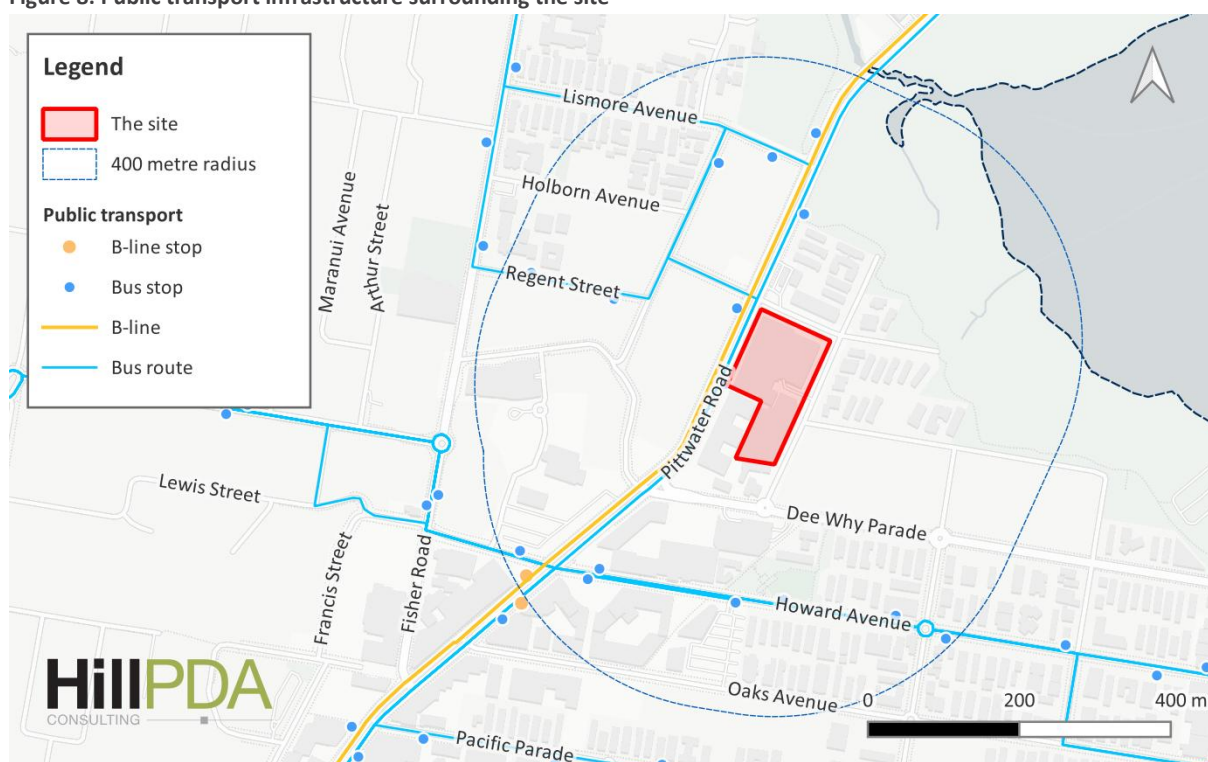 Figure 8: Public transport infrastructure surrounding the site
Legend
The site
400 metre radius
Public transport
B-line stop
Bus stop
B-line
Bus route
Lismore Avenue
Holborn Avenue
Maranui Avenue
Arthur Street
Regent Street
Pittwater Road
Lewis Street
Dee Why Parade
Francis Street
Fisher Road
Howard Avenue
HillPDA
CONSULTING
Oaks Avenue
0 200 400 m
Pacific Parade